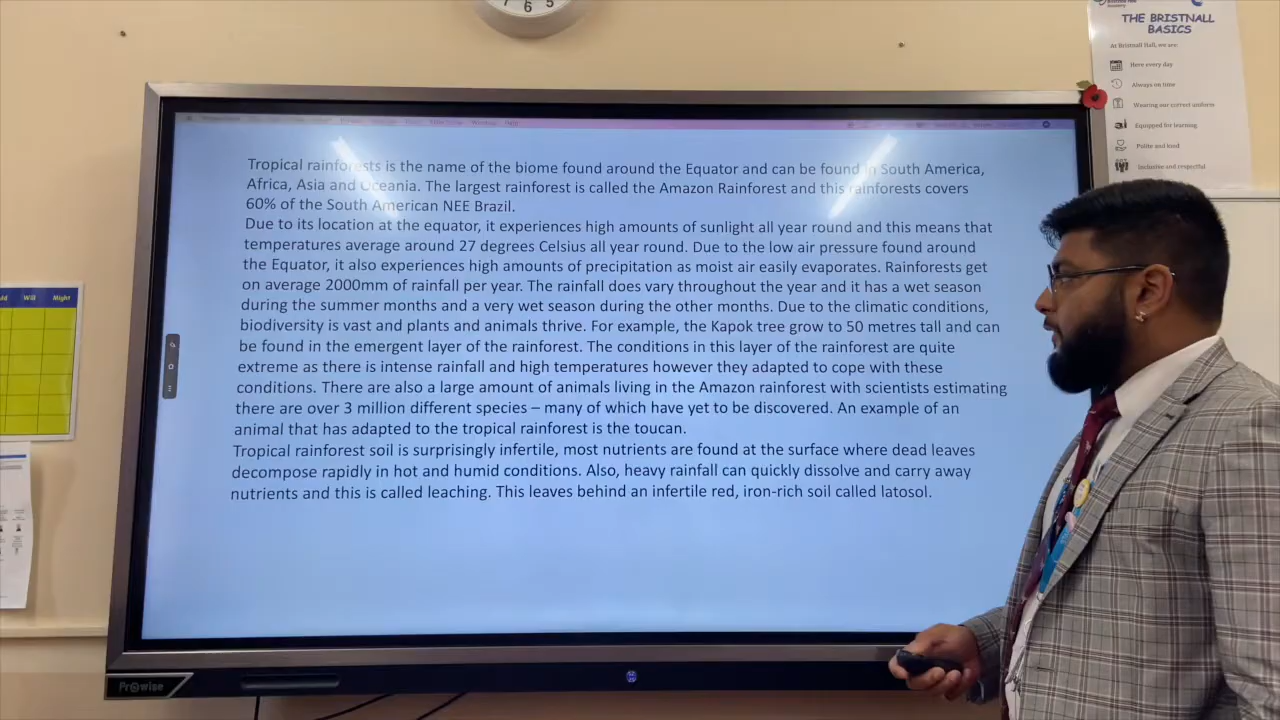 7 6 5
THE BRISTNALL
BASICS
At Bristnall Hall, we are:
Here every day
Always on time
Wearing our correct uniform
Equipped for learning
Polite and kind
Inclusive and respectful
Window Help
Tropical rainforests is the name of the biome found around the Equator and can be found in South America,
Africa, Asia and Oceania. The largest rainforest is called the Amazon Rainforest and this rainforests covers
60% of the South American NEE Brazil.
Due to its location at the equator, it experiences high amounts of sunlight all year round and this means that
temperatures average around 27 degrees Celsius all year round. Due to the low air pressure found around
the Equator, it also experiences high amounts of precipitation as moist air easily evaporates. Rainforests get
on average 2000mm of rainfall per year. The rainfall does vary throughout the year and it has a wet season
during the summer months and a very wet season during the other months. Due to the climatic conditions,
biodiversity is vast and plants and animals thrive. For example, the Kapok tree grow to 50 metres tall and can
be found in the emergent layer of the rainforest. The conditions in this layer of the rainforest are quite
extreme as there is intense rainfall and high temperatures however they adapted to cope with these
conditions. There are also a large amount of animals living in the Amazon rainforest with scientists estimating
there are over 3 million different species – many of which have yet to be discovered. An example of an
animal that has adapted to the tropical rainforest is the toucan.
Tropical rainforest soil is surprisingly infertile, most nutrients are found at the surface where dead leaves
decompose rapidly in hot and humid conditions. Also, heavy rainfall can quickly dissolve and carry away
nutrients and this is called leaching. This leaves behind an infertile red, iron-rich soil called latosol.
Will Might
Prowise